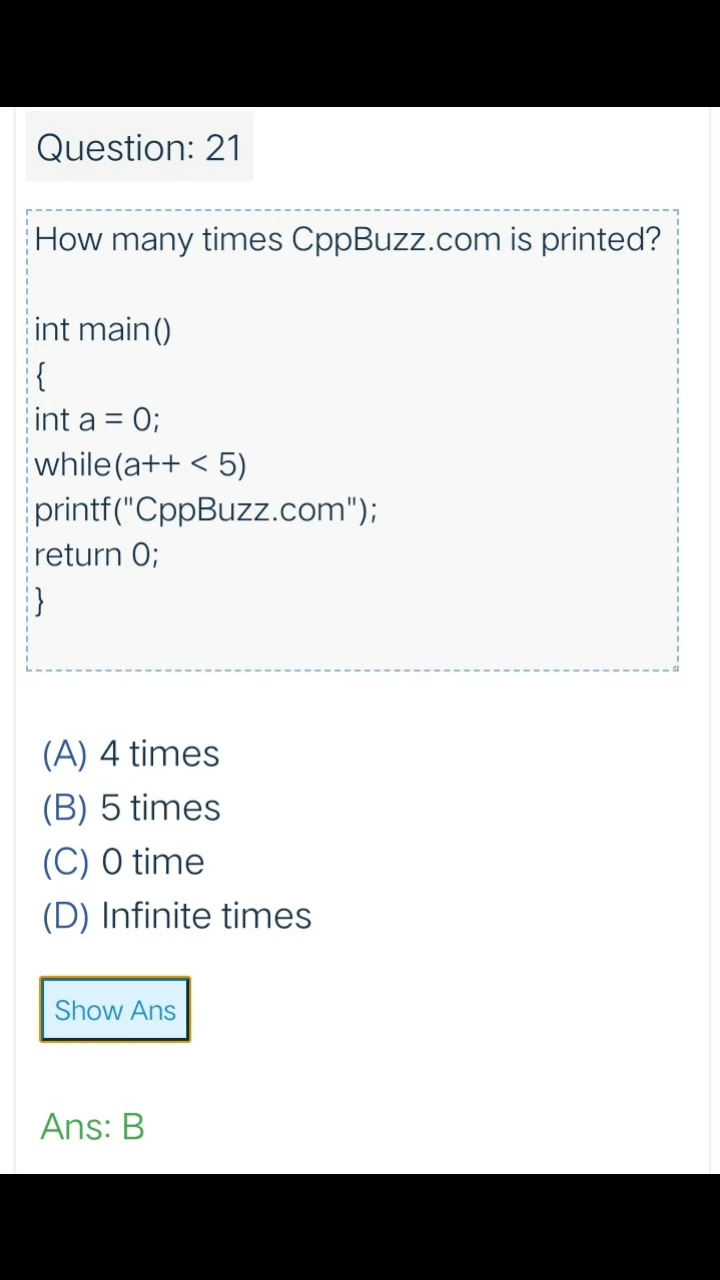 Question: 21
How many times CppBuzz.com is printed?
int main()
{
int a = 0;
while(a++ < 5)
printf("CppBuzz.com");
return 0;
}
(A) 4 times
(B) 5 times
(C) 0 time
(D) Infinite times
Show Ans
Ans: B